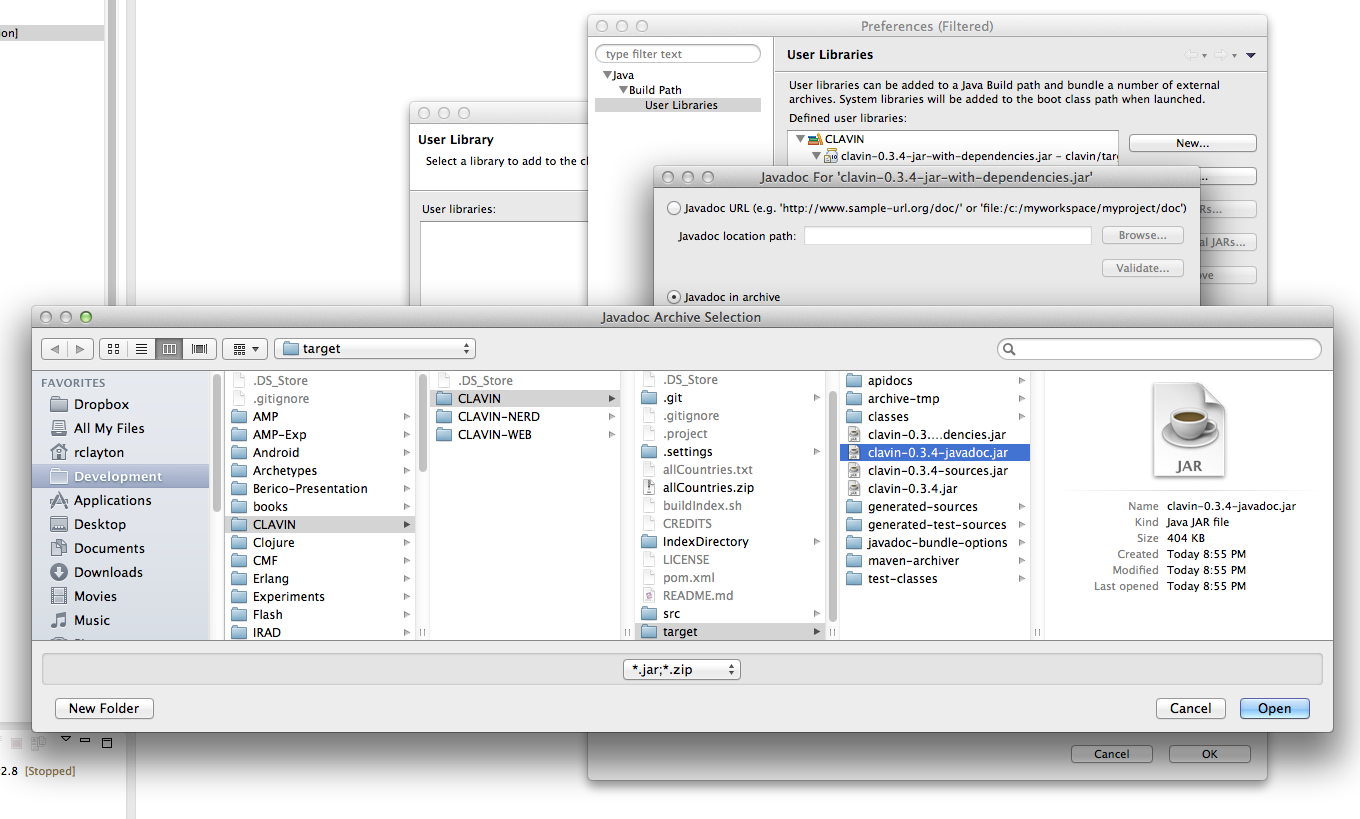 ion]
Preferences (Filtered)
type filter text
Java
Build Path
User Libraries
User Libraries
User libraries can be added to a Java Build path and bundle a number of external
archives. System libraries will be added to the boot class path when launched.
Defined user libraries:
CLAVIN
clavin-0.3.4-jar-with-dependencies.jar - clavin/tar
New...
...
Rs...
al JARs...
ove
User Library
Select a library to add to the cl
User libraries:
Javadoc For 'clavin-0.3.4-jar-with-dependencies.jar'
Javadoc URL (e.g. 'http://www.sample-url.org/doc/' or 'file:/c:/myworkspace/myproject/doc')
Javadoc location path:
Browse...
Validate...
Javadoc in archive
Javadoc Archive Selection
target
FAVORITES
Dropbox
All My Files
rclayton
Development
Applications
Desktop
Documents
Downloads
Movies
Music
.DS_Store
.gitignore
AMP
AMP-Exp
Android
Archetypes
Berico-Presentation
books
CLAVIN
Clojure
CMF
Erlang
Experiments
Flash
IRAD
.DS_Store
CLAVIN
CLAVIN-NERD
CLAVIN-WEB
.DS_Store
.git
.gitignore
.project
.settings
allCountries.txt
allCountries.zip
buildIndex.sh
CREDITS
IndexDirectory
LICENSE
pom.xml
README.md
src
target
apidocs
archive-tmp
classes
clavin-0.3....dencies.jar
clavin-0.3.4-javadoc.jar
clavin-0.3.4-sources.jar
clavin-0.3.4.jar
generated-sources
generated-test-sources
javadoc-bundle-options
maven-archiver
test-classes
JAR
Name clavin-0.3.4-javadoc.jar
Kind Java JAR file
Size 404 KB
Created Today 8:55 PM
Modified Today 8:55 PM
Last opened Today 8:55 PM
*.jar;*.zip
New Folder
Cancel
Open
Cancel
OK
2.8 [Stopped]